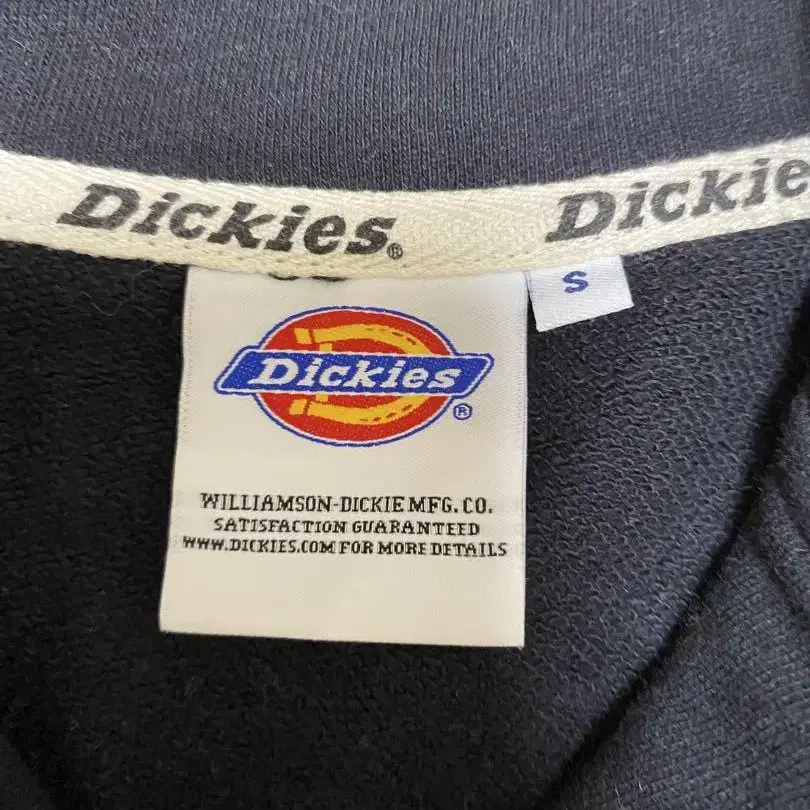 Dickies®
Dickie
S
Dickies
®
WILLIAMSON-DICKIE MFG. CO.
SATISFACTION GUARANTEED
WWW.DICKIES.COM FOR MORE DETAILS